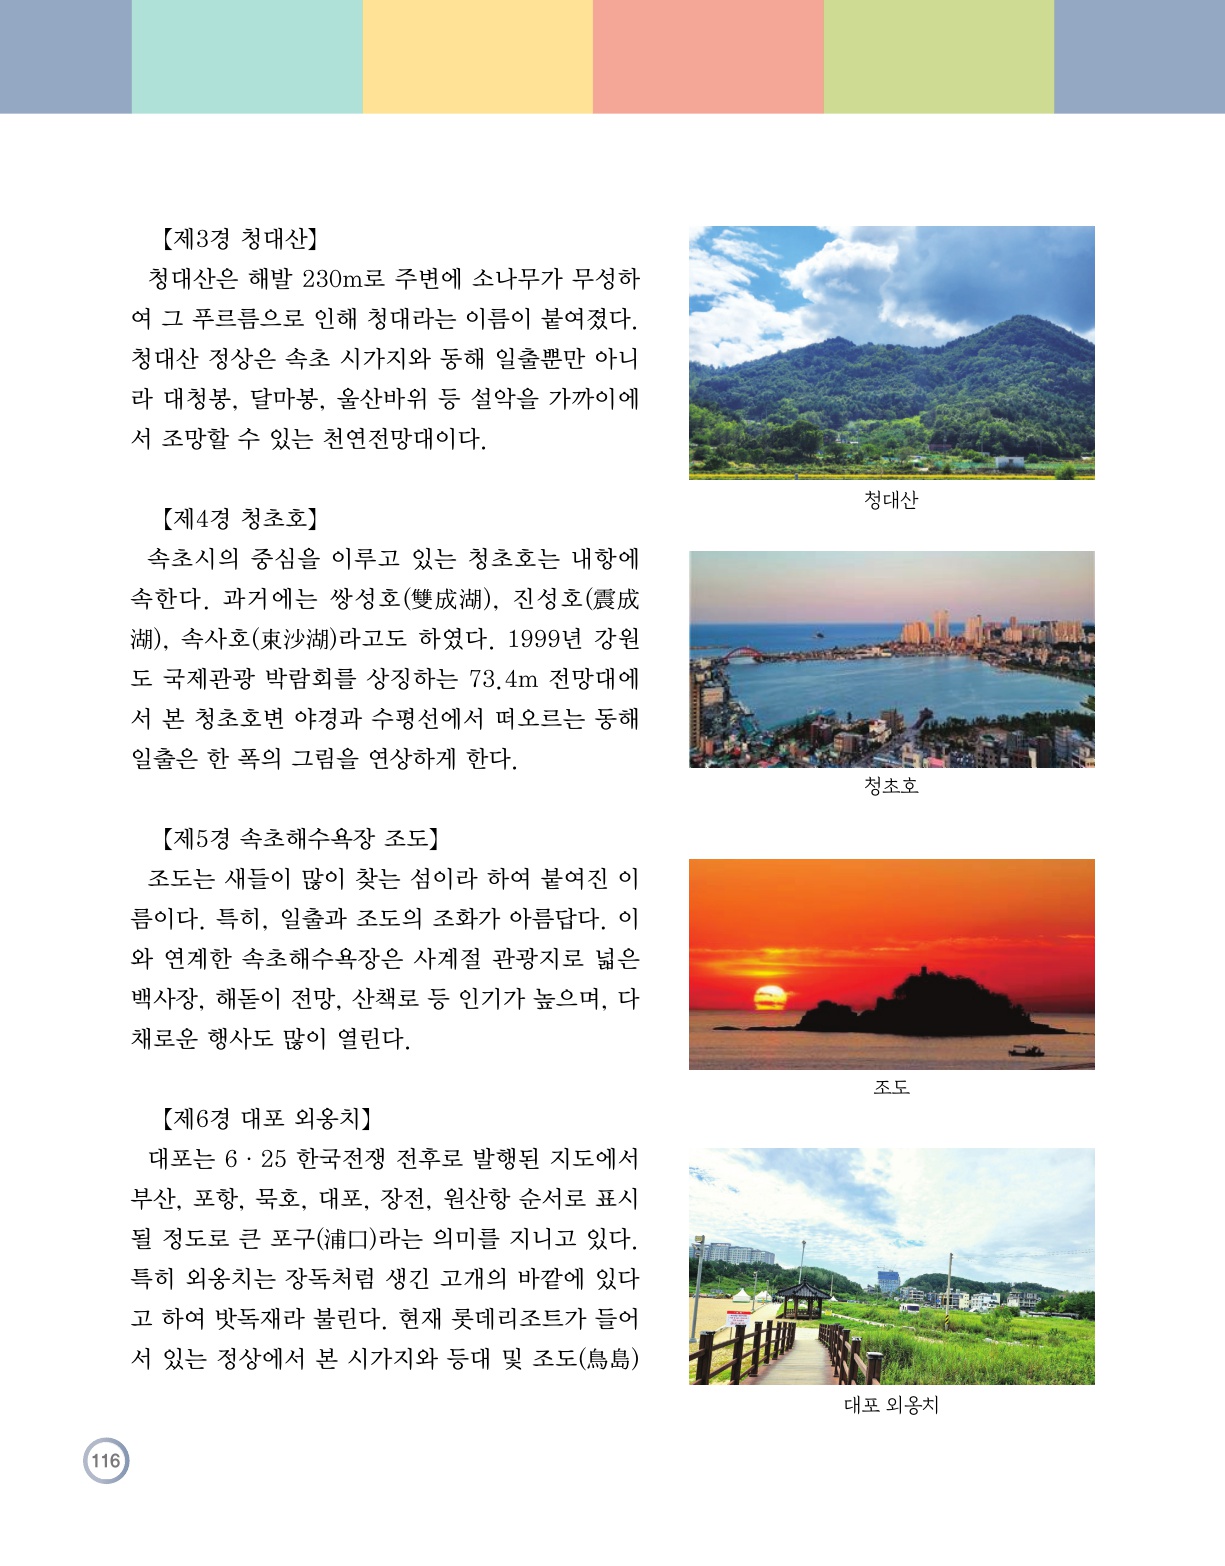 【제3경 청대산】
청대산은 해발 230m로 주변에 소나무가 무성하
여 그 푸르름으로 인해 청대라는 이름이 붙여졌다.
청대산 정상은 속초 시가지와 동해 일출뿐만 아니
라 대청봉, 달마봉, 울산바위 등 설악을 가까이에
서 조망할 수 있는 천연전망대이다.
청대산
【제4경 청초호】
속초시의 중심을 이루고 있는 청초호는 내항에
속한다. 과거에는 쌍성호(雙成湖), 진성호(震成
湖), 속사호(束沙湖)라고도 하였다. 1999년 강원
도 국제관광 박람회를 상징하는 73.4m 전망대에
서 본 청초호변 야경과 수평선에서 떠오르는 동해
일출은 한 폭의 그림을 연상하게 한다.
청초호
【제5경 속초해수욕장 조도】
조도는 새들이 많이 찾는 섬이라 하여 붙여진 이
름이다. 특히, 일출과 조도의 조화가 아름답다. 이
와 연계한 속초해수욕장은 사계절 관광지로 넓은
백사장, 해돋이 전망, 산책로 등 인기가 높으며, 다
채로운 행사도 많이 열린다.
조도
【제6경 대포 외옹치】
대포는 6·25 한국전쟁 전후로 발행된 지도에서
부산, 포항, 묵호, 대포, 장전, 원산항 순서로 표시
될 정도로 큰 포구(浦口)라는 의미를 지니고 있다.
특히 외옹치는 장독처럼 생긴 고개의 바깥에 있다
고 하여 밧독재라 불린다. 현재 롯데리조트가 들어
서 있는 정상에서 본 시가지와 등대 및 조도(鳥島)
대포 외옹치
116